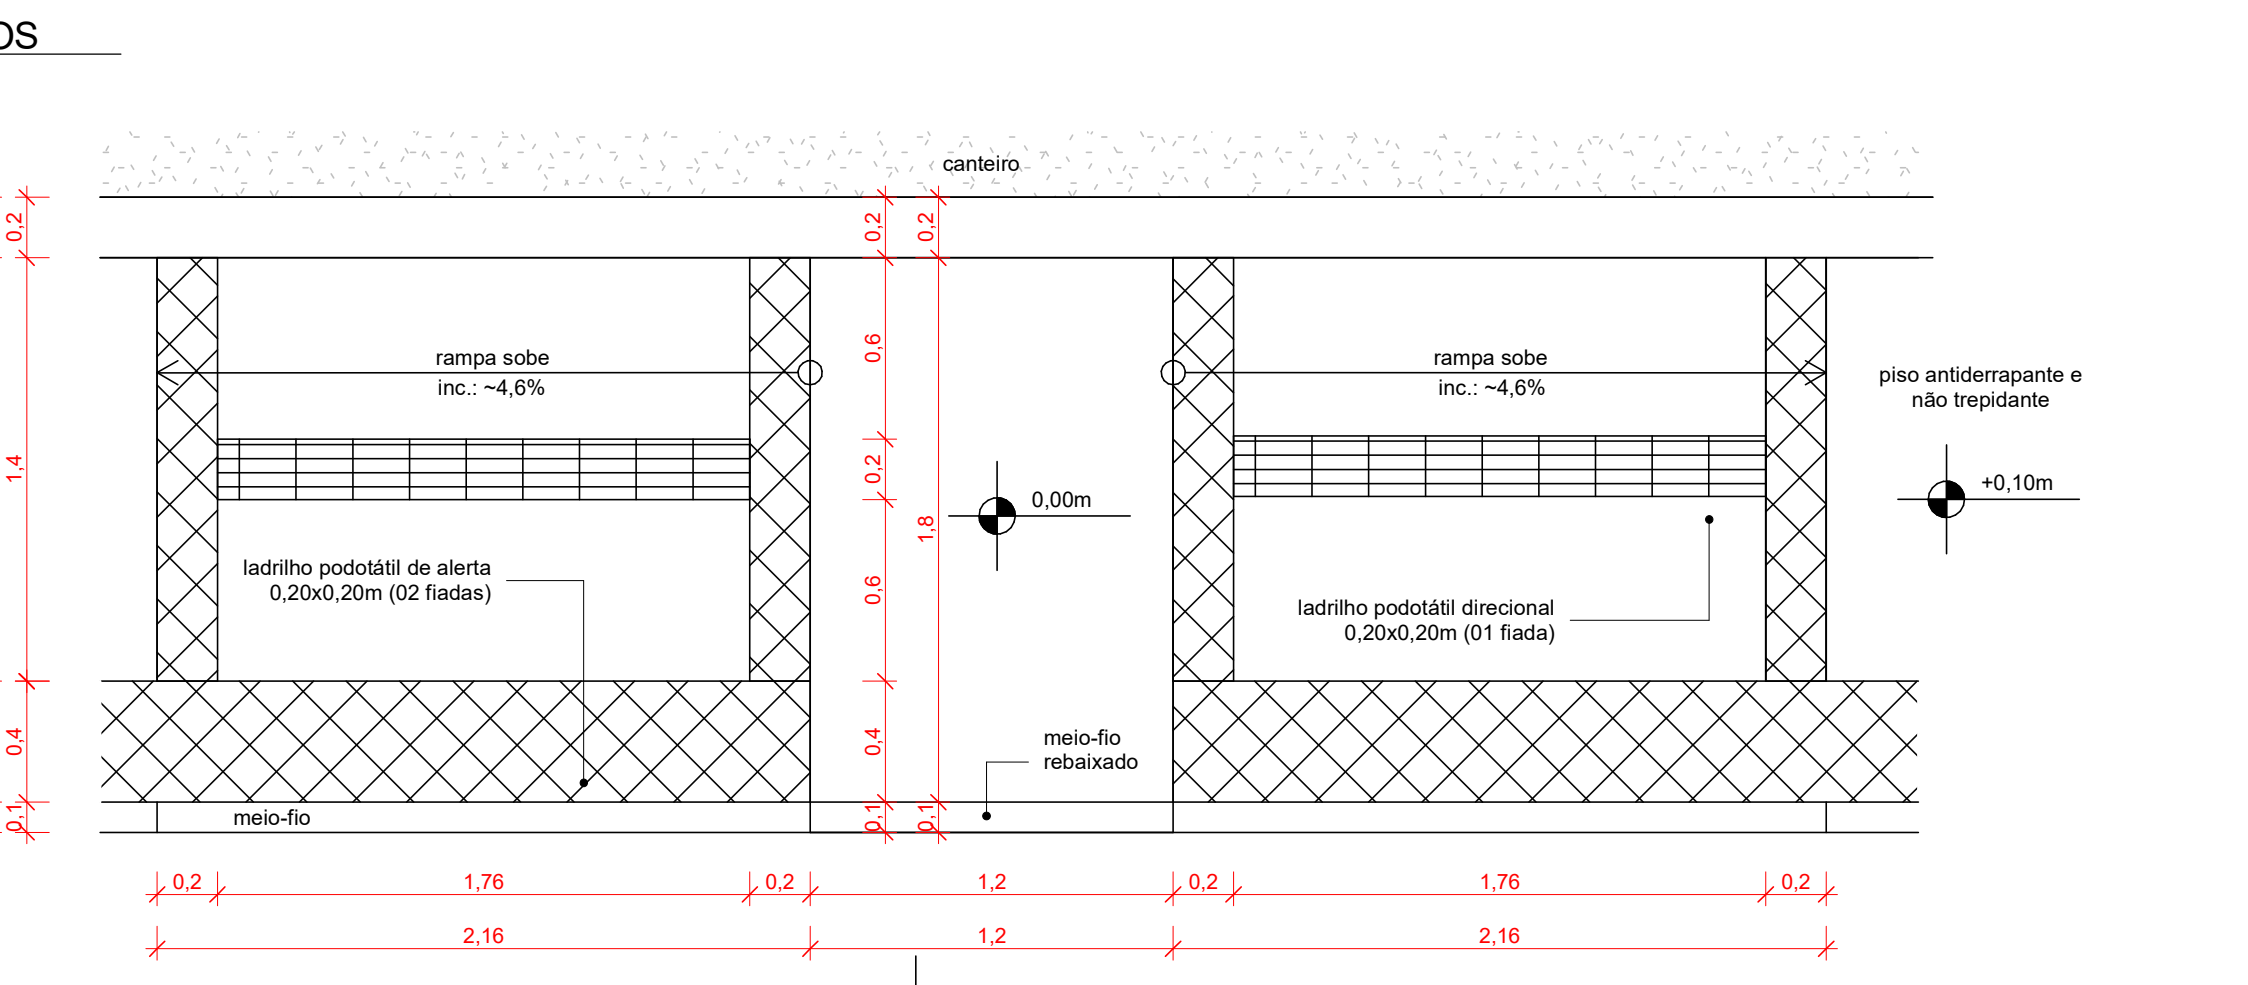 OS
canteiro
0,2
0,2
0,2
rampa sobe
inc.: ~4,6%
0,6
rampa sobe
inc.: ~4,6%
piso antiderrapante e
não trepidante
1,4
0,2
1,8
0,00m
+0,10m
ladrilho podotátil de alerta
0,20x0,20m (02 fiadas)
0,6
ladrilho podotátil direcional
0,20x0,20m (01 fiada)
0,4
0,4
meio-fio
rebaixado
0,1
meio-fio
0,1
0,1
0,2
1,76
0,2
1,2
0,2
1,76
0,2
2,16
1,2
2,16